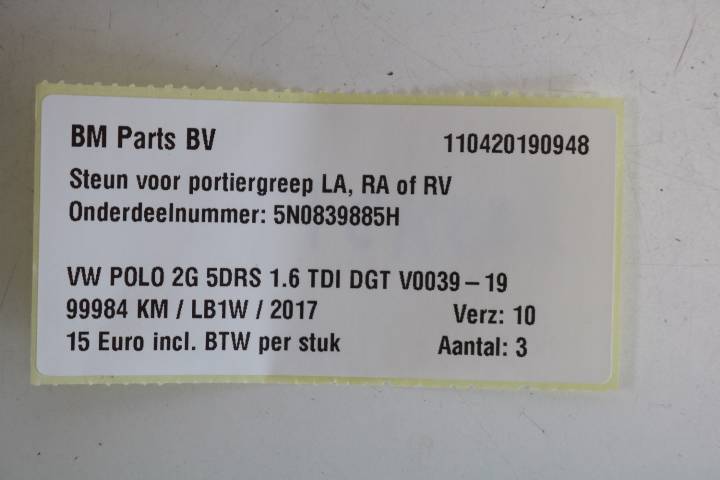 BM Parts BV 110420190948
Steun voor portiergreep LA, RA of RV
Onderdeelnummer: 5N0839885H
VW POLO 2G 5DRS 1.6 TDI DGT V0039-19
99984 KM / LB1W / 2017 Verz: 10
15 Euro incl. BTW per stuk Aantal: 3